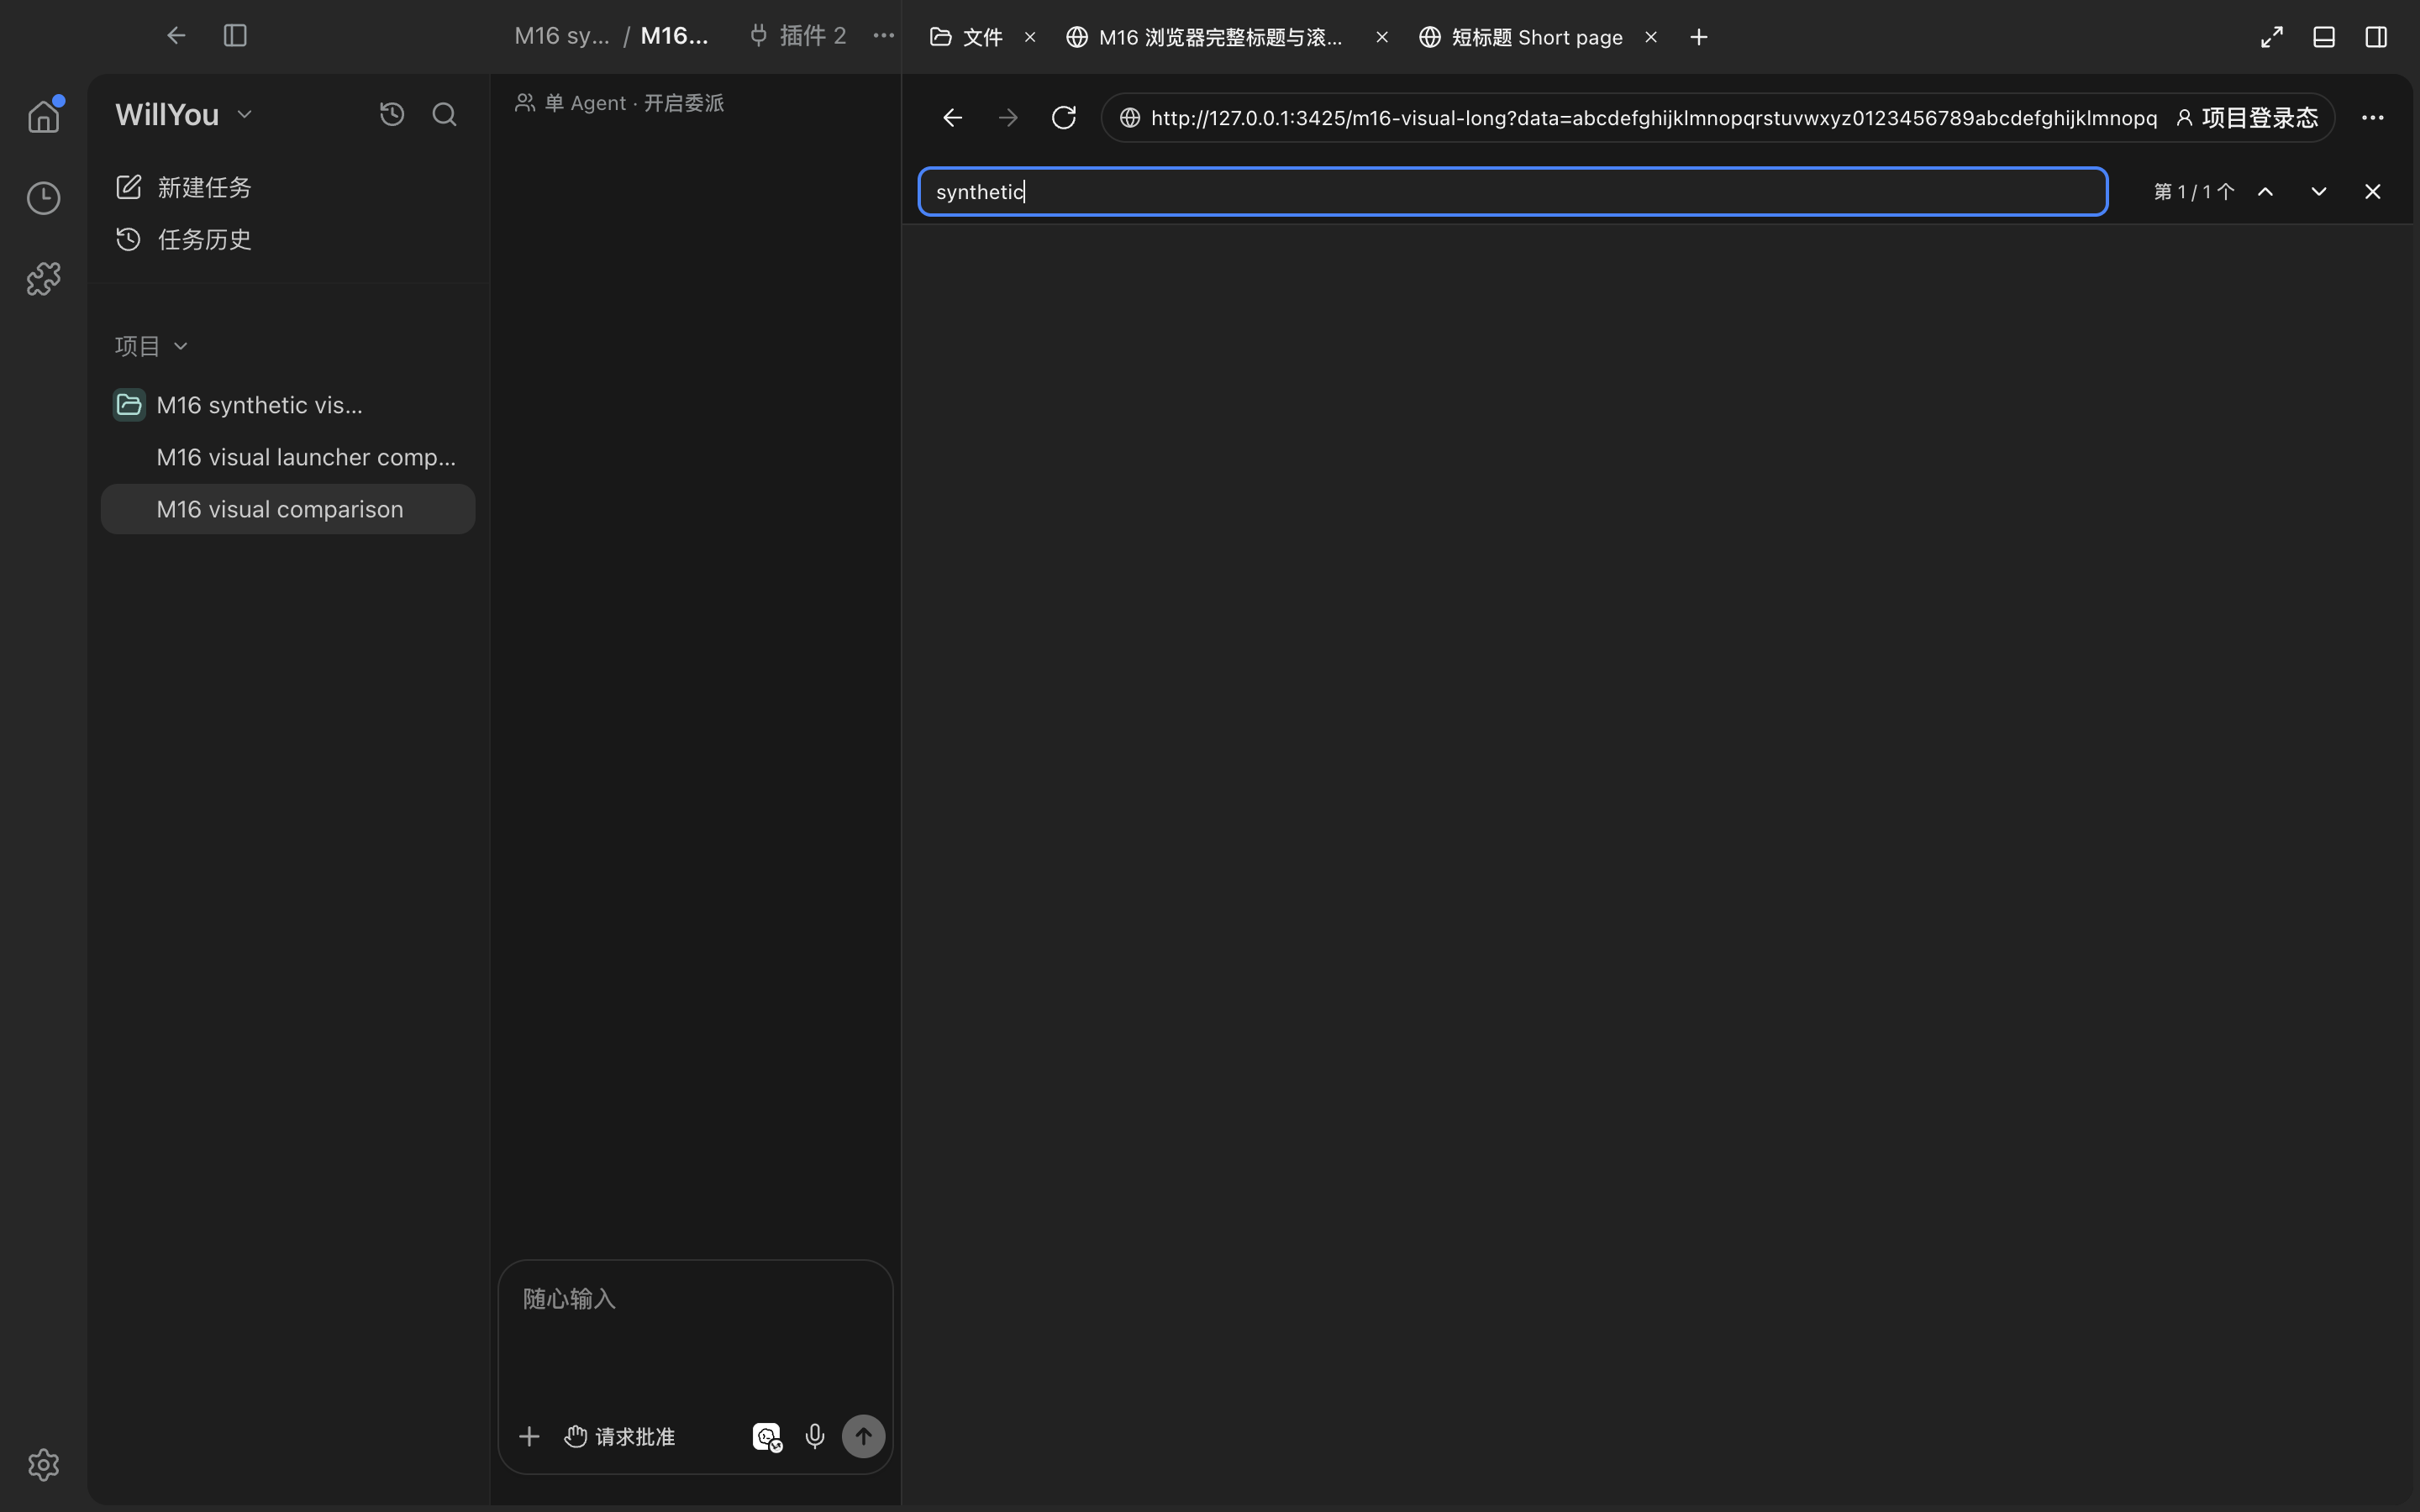 M16 sy... / M16... 插件 2
文件
M16 浏览器完整标题与滚...
短标题 Short page
WillYou
新建任务
任务历史
项目
M16 synthetic vis...
M16 visual launcher comp...
M16 visual comparison
单 Agent · 开启委派
随心输入
请求批准
http://127.0.0.1:3425/m16-visual-long?data=abcdefghijklmnopqrstuvwxyz0123456789abcdefghijklmnopq
项目登录态
synthetic
第 1 / 1 个